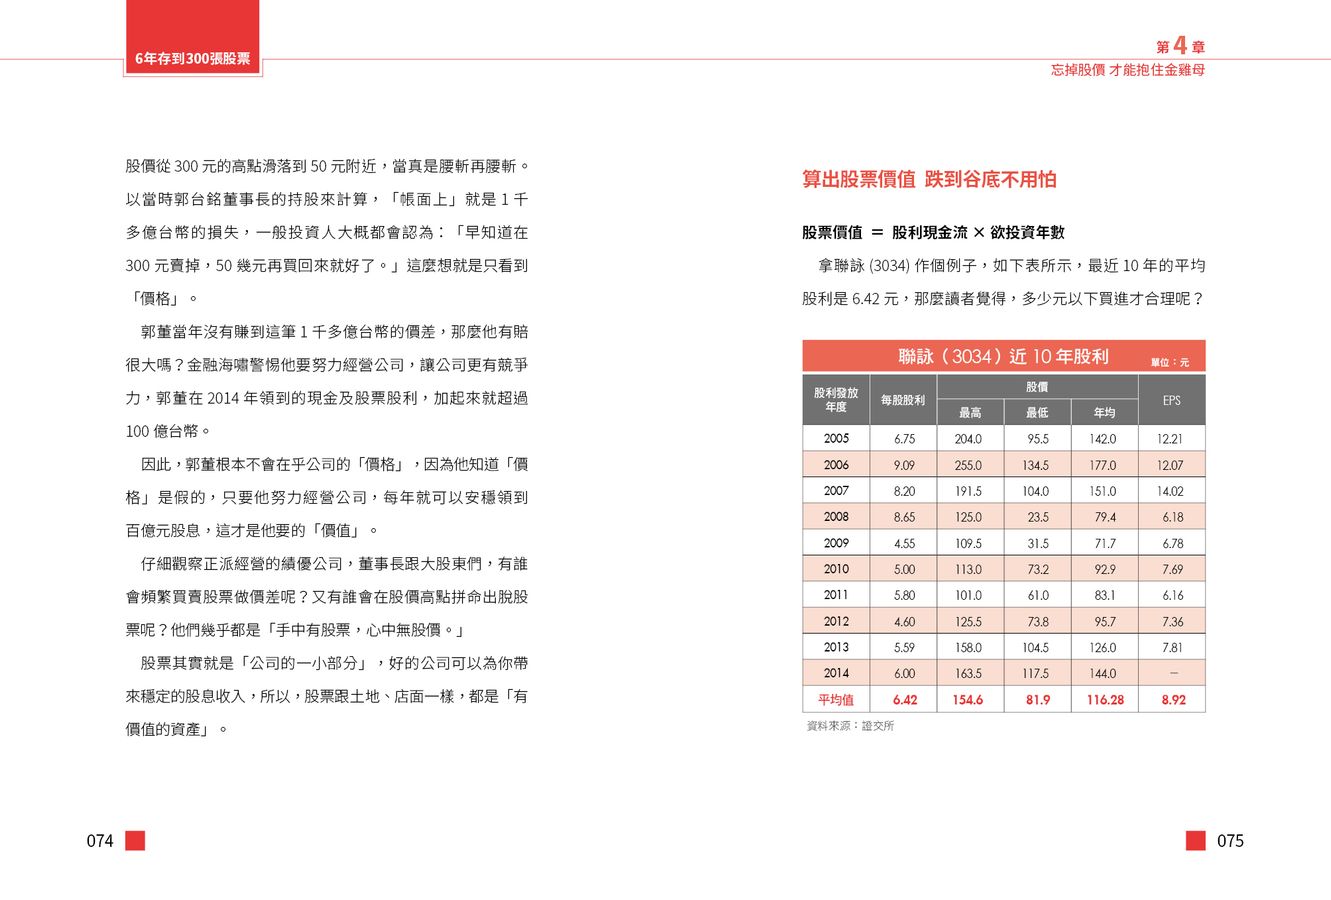 6年存到300張股票
股價從 300 元的高點滑落到 50 元附近，當真是腰斬再腰斬。
以當時郭台銘董事長的持股來計算，「帳面上」就是 1 千
多億台幣的損失，一般投資人大概都會認為：「早知道在
300 元賣掉，50 幾元再買回來就好了。」這麼想就是只看到
「價格」。
郭董當年沒有賺到這筆 1 千多億台幣的價差，那麼他有賠
很大嗎？金融海嘯警惕他要努力經營公司，讓公司更有競爭
力，郭董在 2014 年領到的現金及股票股利，加起來就超過
100 億台幣。
因此，郭董根本不會在乎公司的「價格」，因為他知道「價
格」是假的，只要他努力經營公司，每年就可以安穩領到
百億元股息，這才是他要的「價值」。
仔細觀察正派經營的績優公司，董事長跟大股東們，有誰
會頻繁買賣股票做價差呢？又有誰會在股價高點拼命出脫股
票呢？他們幾乎都是「手中有股票，心中無股價。」
股票其實就是「公司的一小部分」，好的公司可以為你帶
來穩定的股息收入，所以，股票跟土地、店面一樣，都是「有
價值的資產」。
074
第 4 章
忘掉股價 才能抱住金雞母
算出股票價值 跌到谷底不用怕
股票價值 ＝ 股利現金流 × 欲投資年數
拿聯詠 (3034) 作個例子，如下表所示，最近 10 年的平均
股利是 6.42 元，那麼讀者覺得，多少元以下買進才合理呢？
聯詠（3034）近 10 年股利 單位：元
股利發放年度 每股股利 股價 EPS
最高 最低 年均
2005 6.75 204.0 95.5 142.0 12.21
2006 9.09 255.0 134.5 177.0 12.07
2007 8.20 191.5 104.0 151.0 14.02
2008 8.65 125.0 23.5 79.4 6.18
2009 4.55 109.5 31.5 71.7 6.78
2010 5.00 113.0 73.2 92.9 7.69
2011 5.80 101.0 61.0 83.1 6.16
2012 4.60 125.5 73.8 95.7 7.36
2013 5.59 158.0 104.5 126.0 7.81
2014 6.00 163.5 117.5 144.0 —
平均值 6.42 154.6 81.9 116.28 8.92
資料來源：證交所
075